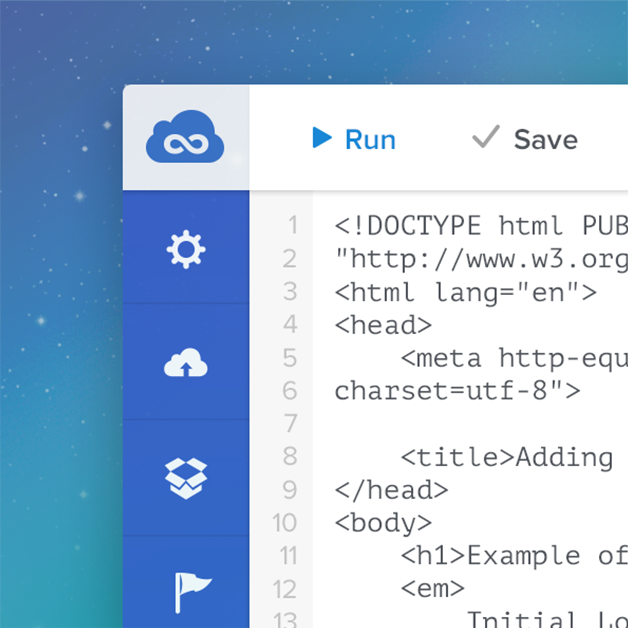 Run
Save
1 <!DOCTYPE html PUB
2 "http://www.w3.org
3 <html lang="en">
4 <head>
5 <meta http-equ
6 charset=utf-8">
7
8 <title>Adding
9 </head>
10 <body>
11 <h1>Example of
12 <em>
13 Initial Lo